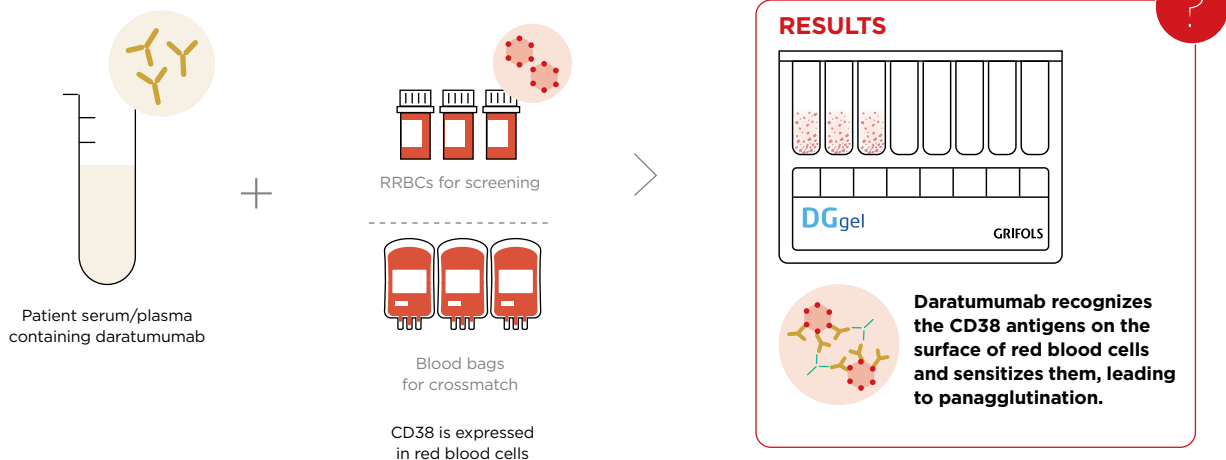 Patient serum/plasma
containing daratumumab
+
RRBCs for screening
Blood bags
for crossmatch
CD38 is expressed
in red blood cells
?
RESULTS
DGgel
GRIFOLS
Daratumumab recognizes
the CD38 antigens on the
surface of red blood cells
and sensitizes them, leading
to panagglutination.